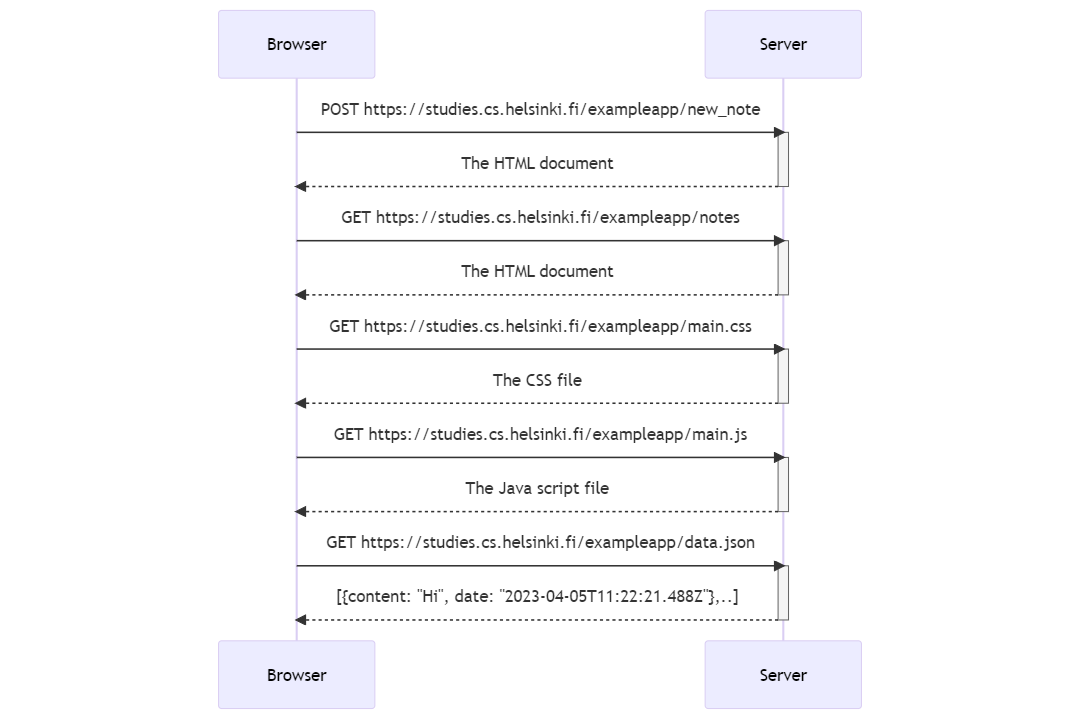 Browser
Server
POST https://studies.cs.helsinki.fi/exampleapp/new_note
The HTML document
GET https://studies.cs.helsinki.fi/exampleapp/notes
The HTML document
GET https://studies.cs.helsinki.fi/exampleapp/main.css
The CSS file
GET https://studies.cs.helsinki.fi/exampleapp/main.js
The Java script file
GET https://studies.cs.helsinki.fi/exampleapp/data.json
[{content: "Hi", date: "2023-04-05T11:22:21.488Z"},..]
Browser
Server